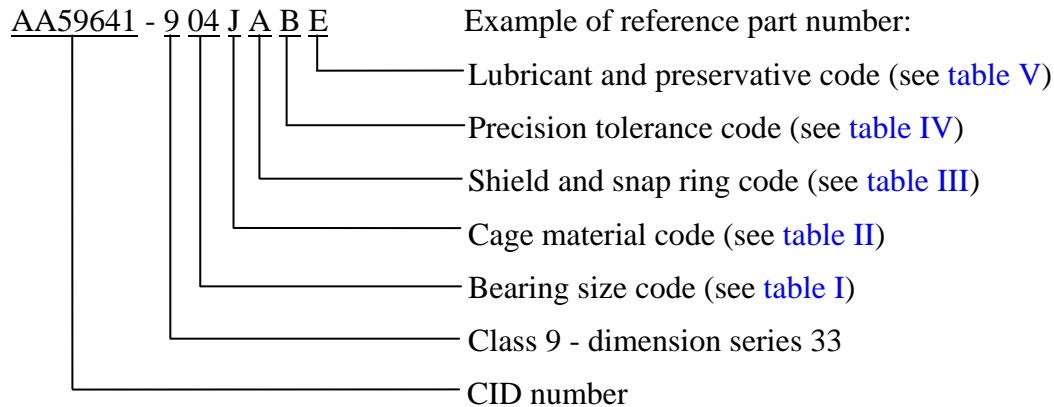 AA59641 - 9 04 J A B E Example of reference part number:
Lubricant and preservative code (see table V)
Precision tolerance code (see table IV)
Shield and snap ring code (see table III)
Cage material code (see table II)
Bearing size code (see table I)
Class 9 - dimension series 33
CID number